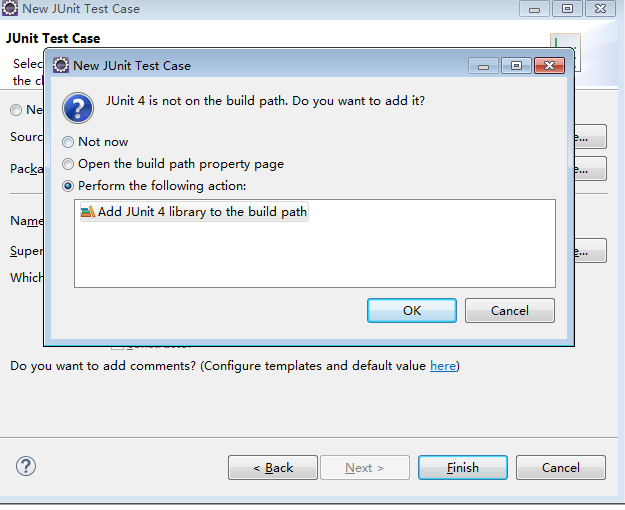 New JUnit Test Case
JUnit Test Case
Selec
the c
New JUnit Test Case
JUnit 4 is not on the build path. Do you want to add it?
Not now
Open the build path property page
Perform the following action:
Add JUnit 4 library to the build path
OK
Cancel
Ne
Sourc
e...
Packa
e...
Name
Super
e...
Which
Do you want to add comments? (Configure templates and default value here)
?
< Back
Next >
Finish
Cancel